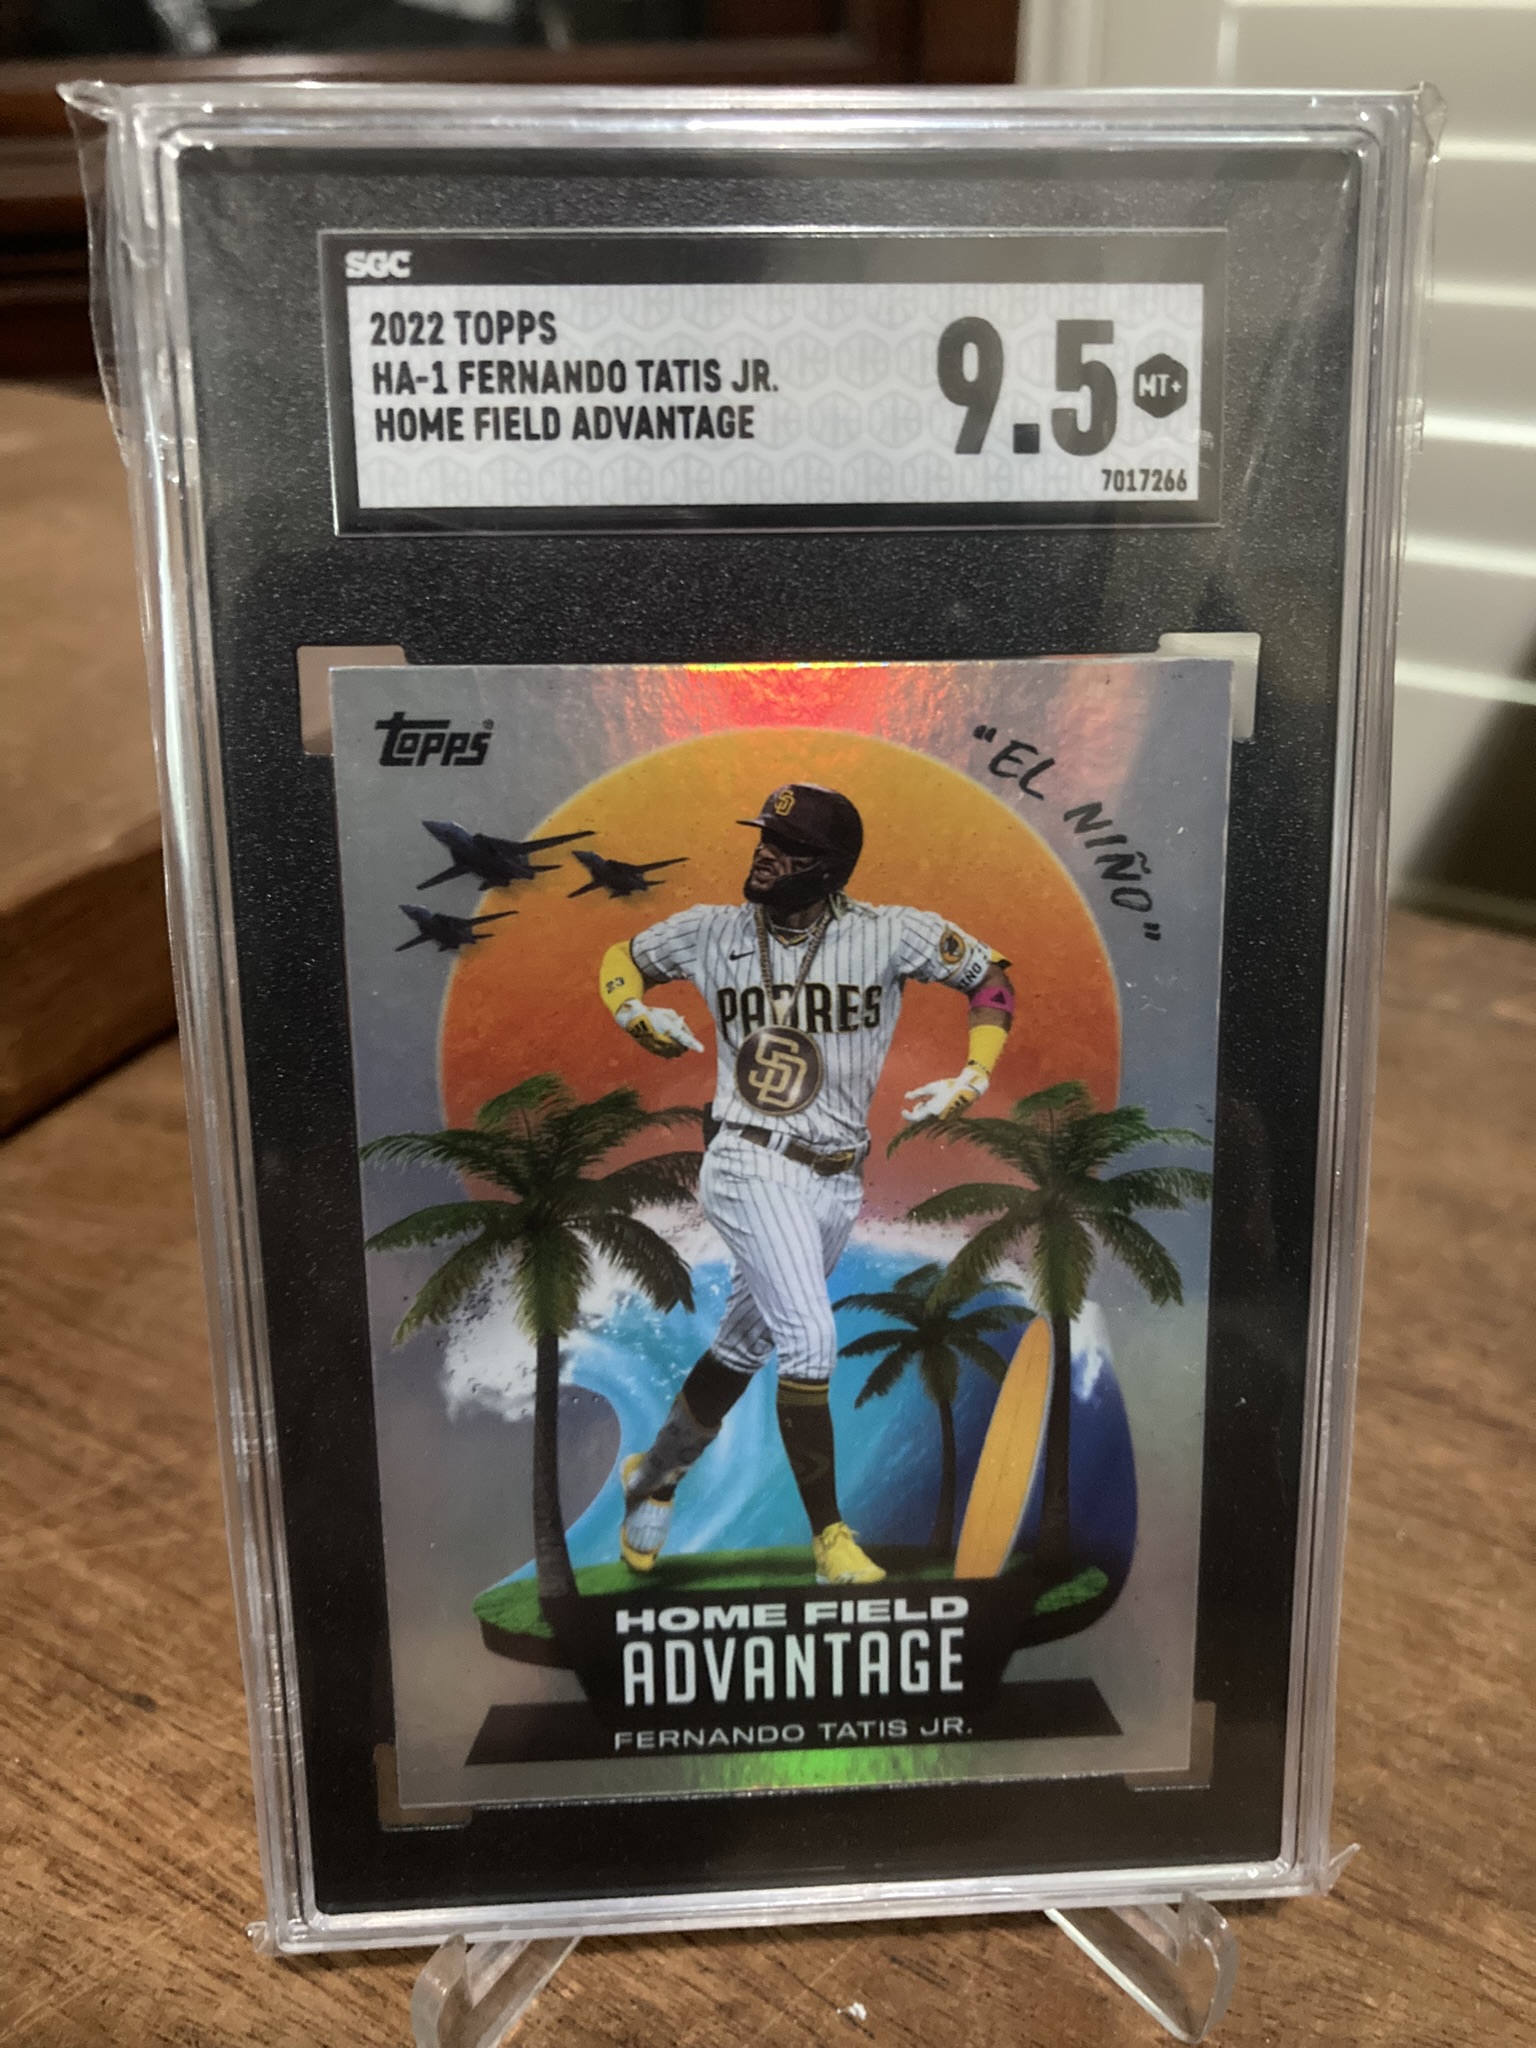 SGC
2022 TOPPS
HA-1 FERNANDO TATIS JR.
HOME FIELD ADVANTAGE
9.5
MT+
7017266
topps®
"EL NIÑO"
SD
23
PADRES
SD
HOME FIELD
ADVANTAGE
FERNANDO TATIS JR.